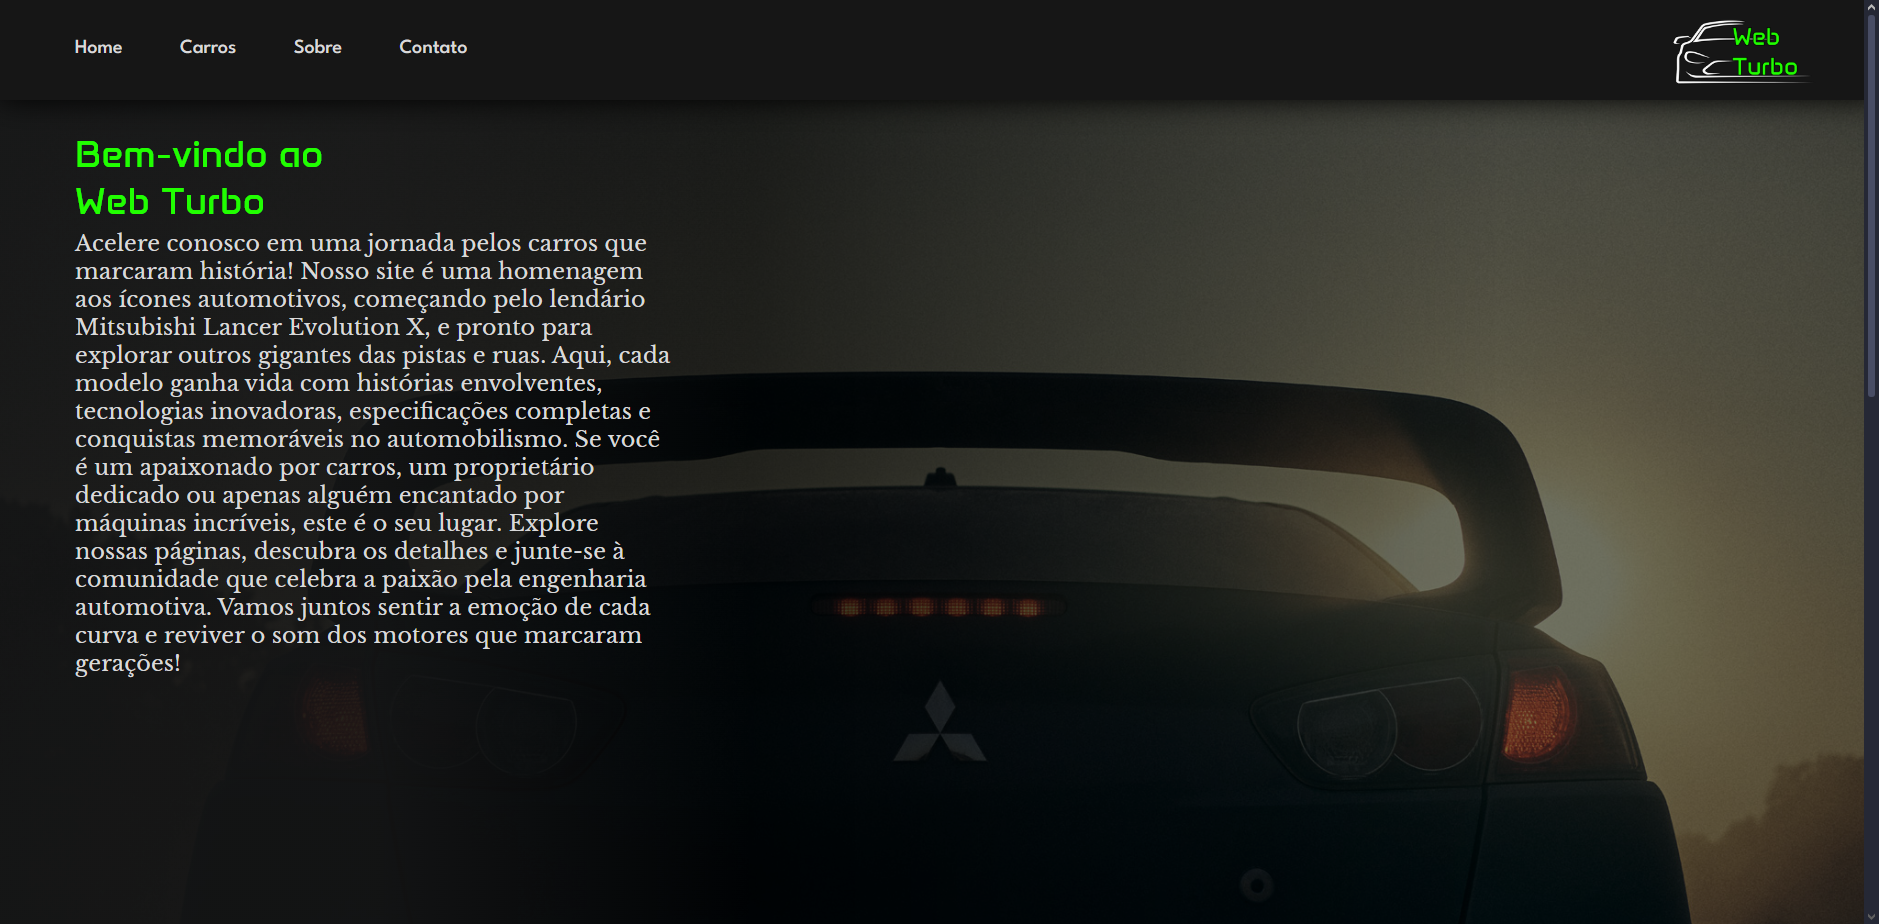 Home
Carros
Sobre
Contato
Web
Turbo
Bem-vindo ao
Web Turbo
Acelere conosco em uma jornada pelos carros que
marcaram história! Nosso site é uma homenagem
aos ícones automotivos, começando pelo lendário
Mitsubishi Lancer Evolution X, e pronto para
explorar outros gigantes das pistas e ruas. Aqui, cada
modelo ganha vida com histórias envolventes,
tecnologias inovadoras, especificações completas e
conquistas memoráveis no automobilismo. Se você
é um apaixonado por carros, um proprietário
dedicado ou apenas alguém encantado por
máquinas incríveis, este é o seu lugar. Explore
nossas páginas, descubra os detalhes e junte-se à
comunidade que celebra a paixão pela engenharia
automotiva. Vamos juntos sentir a emoção de cada
curva e reviver o som dos motores que marcaram
gerações!